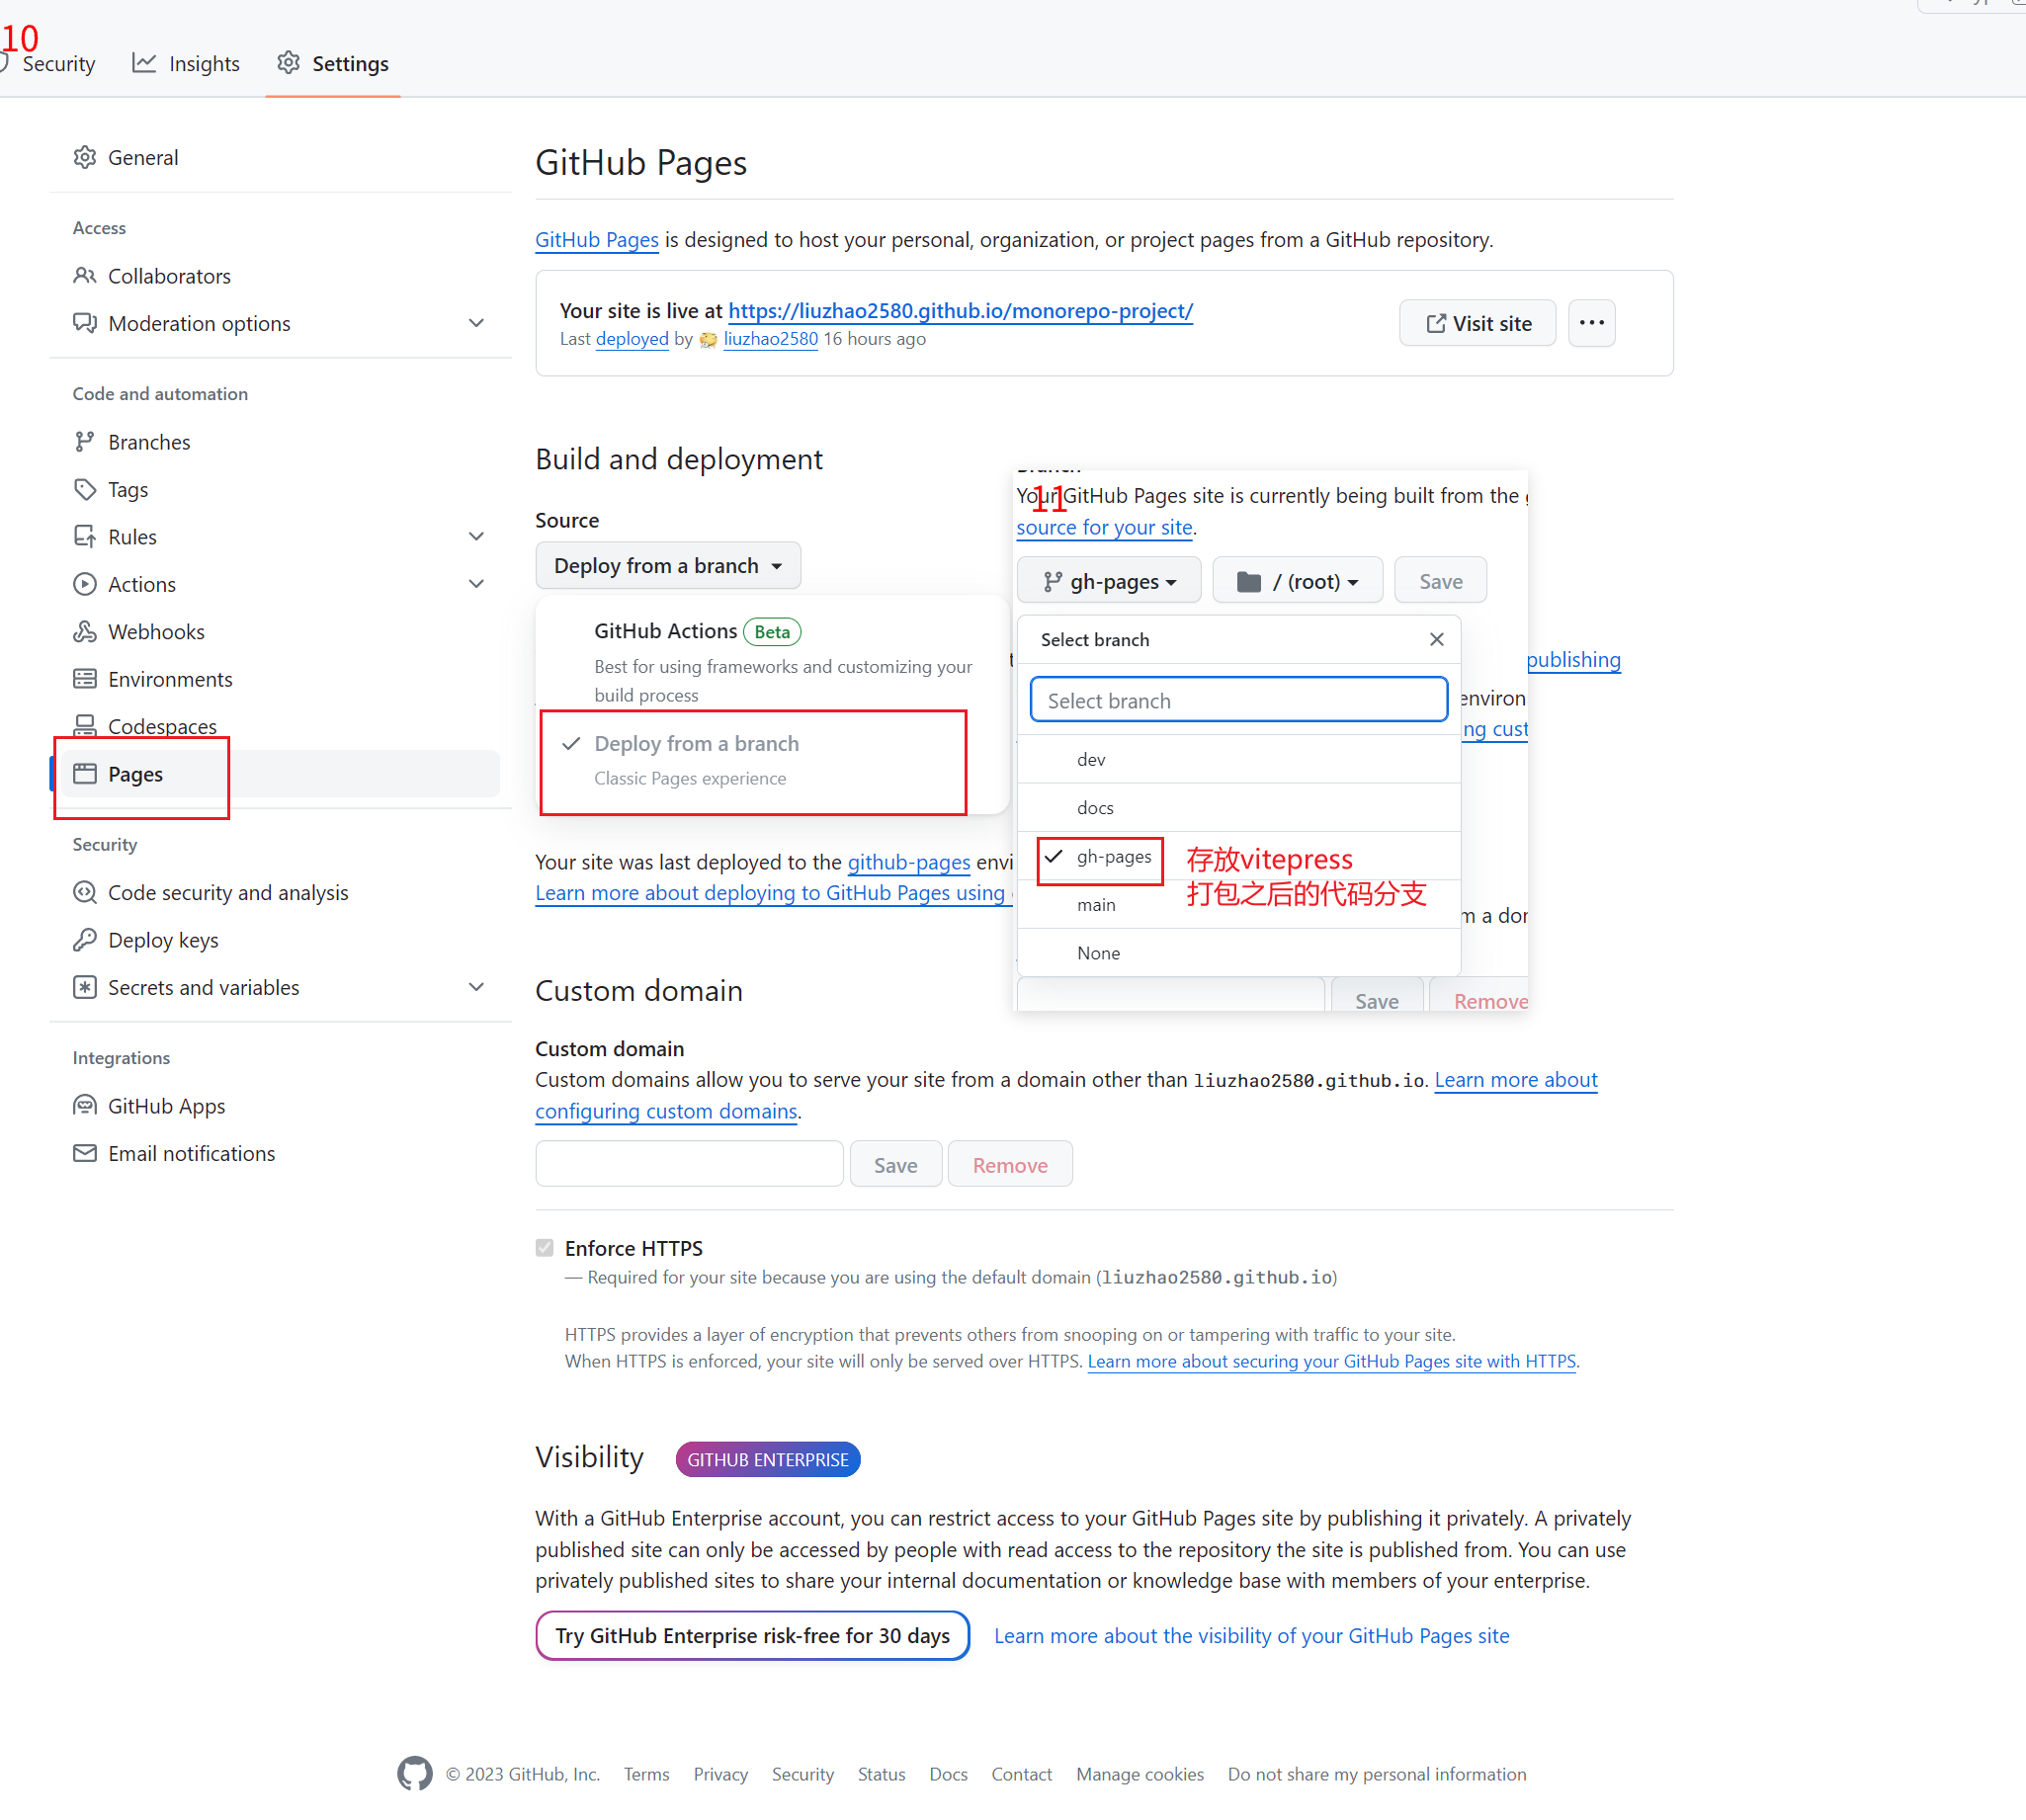 10
Security
Insights
Settings
General
Access
Collaborators
Moderation options
Code and automation
Branches
Tags
Rules
Actions
Webhooks
Environments
Codespaces
Pages
Security
Code security and analysis
Deploy keys
Secrets and variables
Integrations
GitHub Apps
Email notifications
GitHub Pages
GitHub Pages is designed to host your personal, organization, or project pages from a GitHub repository.
Your site is live at https://liuzhao2580.github.io/monorepo-project/
Last deployed by liuzhao2580 16 hours ago
Visit site
Build and deployment
Source
Deploy from a branch
GitHub Actions Beta
Best for using frameworks and customizing your
build process
Deploy from a branch
Classic Pages experience
Your site was last deployed to the github-pages envi
Learn more about deploying to GitHub Pages using
11
Your GitHub Pages site is currently being built from the
source for your site.
gh-pages
/ (root)
Save
Select branch
Select branch
dev
docs
gh-pages
main
None
存放vitepress
打包之后的代码分支
Save
Remove
publishing
environ
ng cust
m a dor
Custom domain
Custom domain
Custom domains allow you to serve your site from a domain other than liuzhao2580.github.io. Learn more about
configuring custom domains.
Save
Remove
Enforce HTTPS
— Required for your site because you are using the default domain (liuzhao2580.github.io)
HTTPS provides a layer of encryption that prevents others from snooping on or tampering with traffic to your site.
When HTTPS is enforced, your site will only be served over HTTPS. Learn more about securing your GitHub Pages site with HTTPS.
Visibility
GITHUB ENTERPRISE
With a GitHub Enterprise account, you can restrict access to your GitHub Pages site by publishing it privately. A privately
published site can only be accessed by people with read access to the repository the site is published from. You can use
privately published sites to share your internal documentation or knowledge base with members of your enterprise.
Try GitHub Enterprise risk-free for 30 days
Learn more about the visibility of your GitHub Pages site
© 2023 GitHub, Inc.
Terms
Privacy
Security
Status
Docs
Contact
Manage cookies
Do not share my personal information